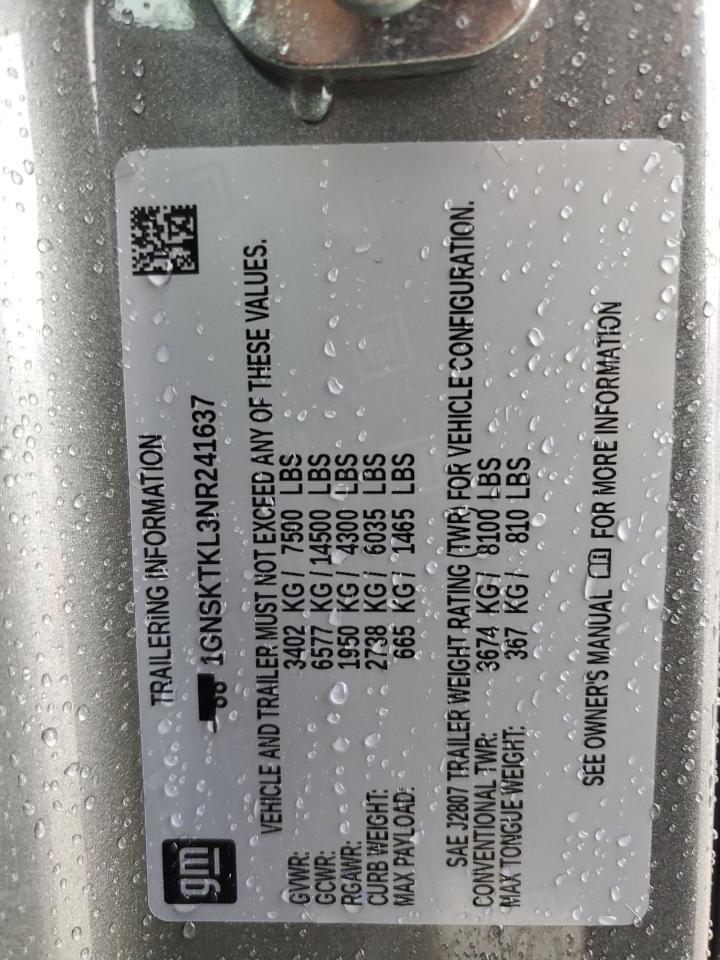 gm
TRAILERING INFORMATION
1GNSKTKL3NR241637
VEHICLE AND TRAILER MUST NOT EXCEED ANY OF THESE VALUES.
GVWR: 3402 KG / 7500 LBS
GCWR: 6577 KG / 14500 LBS
RGAWR: 1950 KG / 4300 LBS
CURB WEIGHT: 2738 KG / 6035 LBS
MAX PAYLOAD: 665 KG / 1465 LBS
SAE J2807 TRAILER WEIGHT RATING (TWR) FOR VEHICLE CONFIGURATION.
CONVENTIONAL TWR: 3674 KG / 8100 LBS
MAX TONGUE WEIGHT: 367 KG / 810 LBS
SEE OWNER'S MANUAL FOR MORE INFORMATION